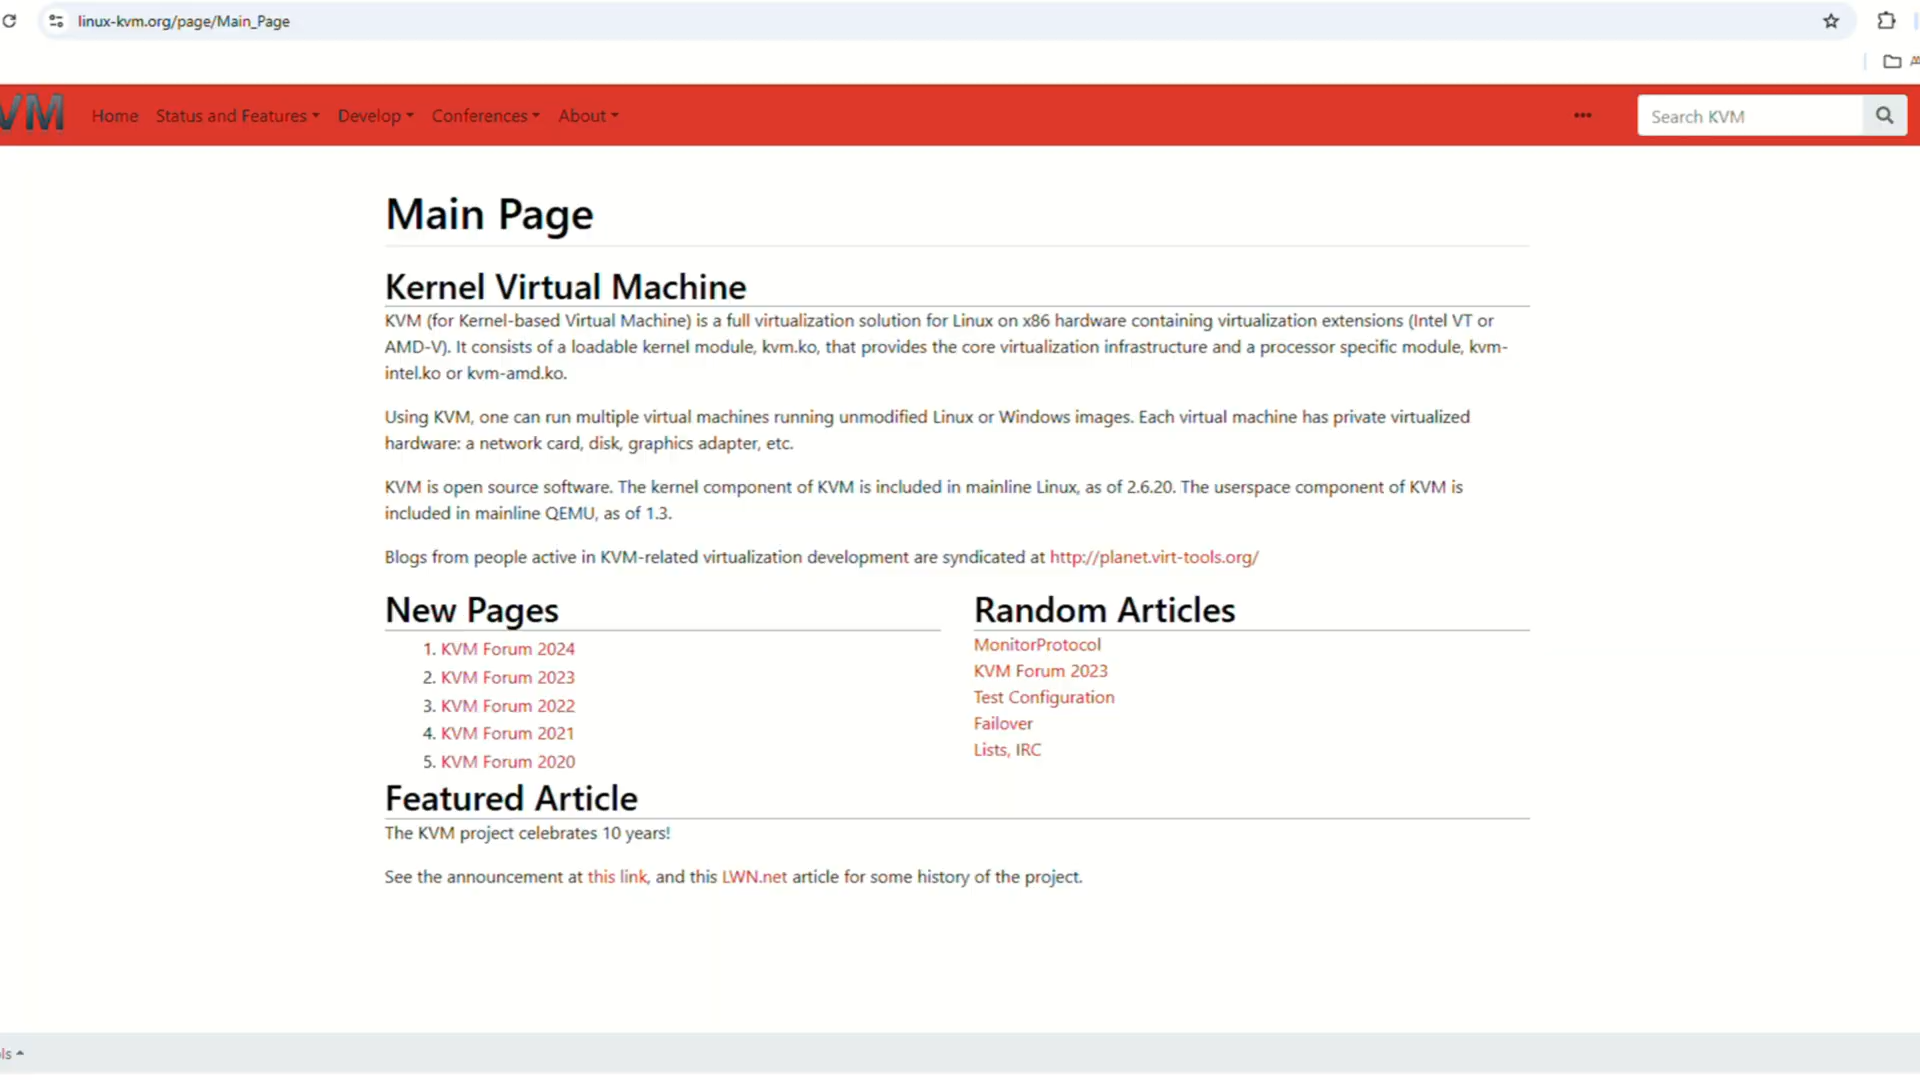 linux-kvm.org/page/Main_Page
VM Home Status and Features Develop Conferences About ••• Search KVM
Main Page
Kernel Virtual Machine
KVM (for Kernel-based Virtual Machine) is a full virtualization solution for Linux on x86 hardware containing virtualization extensions (Intel VT or
AMD-V). It consists of a loadable kernel module, kvm.ko, that provides the core virtualization infrastructure and a processor specific module, kvm-
intel.ko or kvm-amd.ko.
Using KVM, one can run multiple virtual machines running unmodified Linux or Windows images. Each virtual machine has private virtualized
hardware: a network card, disk, graphics adapter, etc.
KVM is open source software. The kernel component of KVM is included in mainline Linux, as of 2.6.20. The userspace component of KVM is
included in mainline QEMU, as of 1.3.
Blogs from people active in KVM-related virtualization development are syndicated at http://planet.virt-tools.org/
New Pages
1. KVM Forum 2024
2. KVM Forum 2023
3. KVM Forum 2022
4. KVM Forum 2021
5. KVM Forum 2020
Random Articles
MonitorProtocol
KVM Forum 2023
Test Configuration
Failover
Lists, IRC
Featured Article
The KVM project celebrates 10 years!
See the announcement at this link, and this LWN.net article for some history of the project.
ls